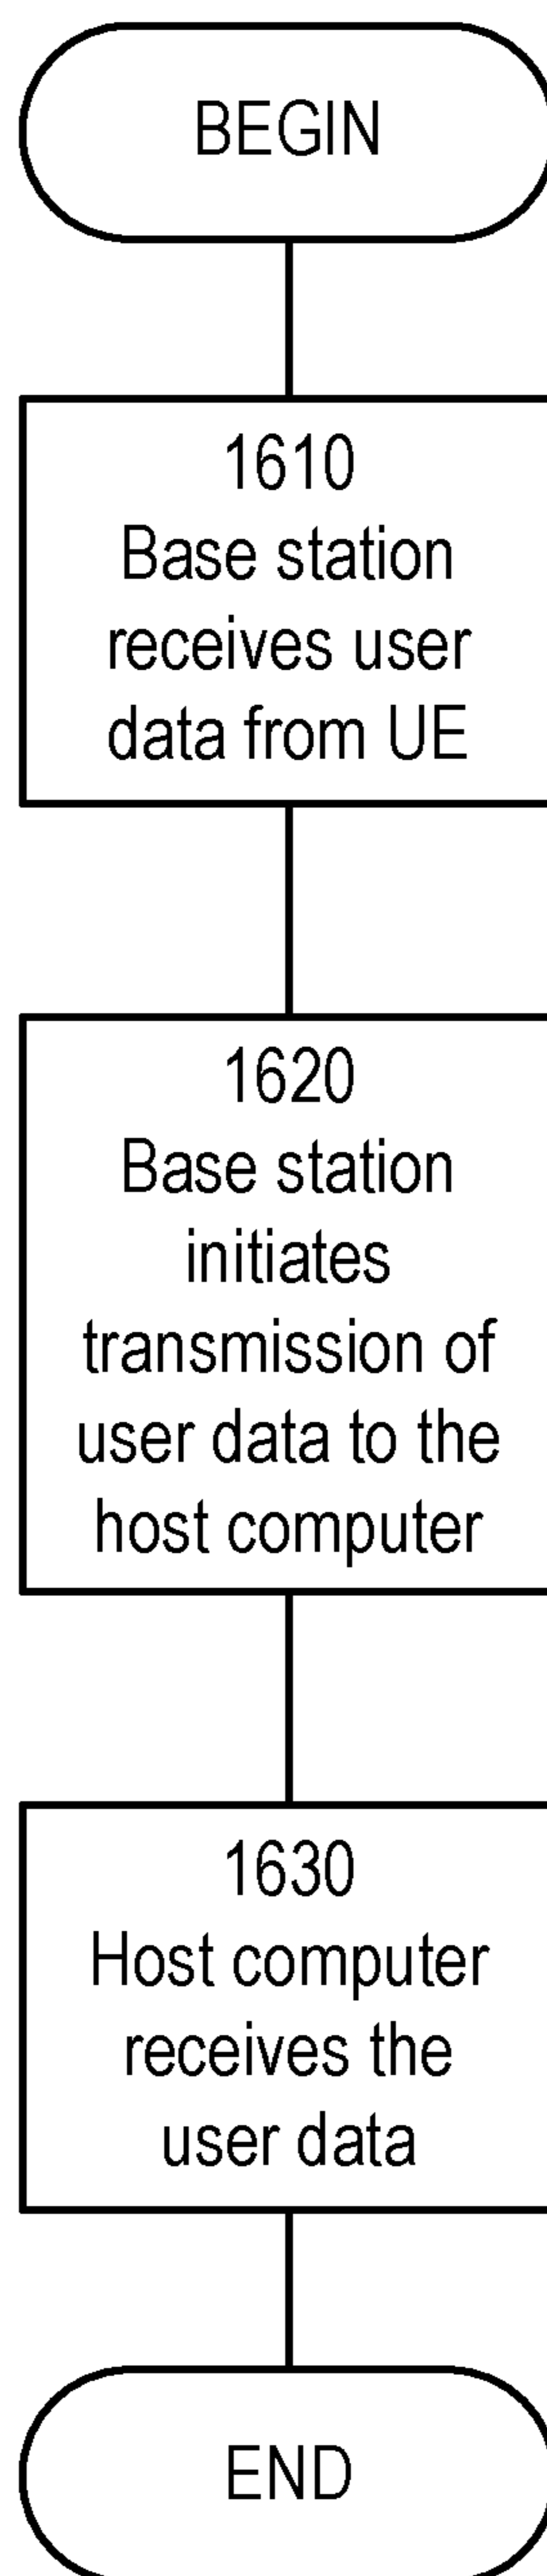 BEGIN
1610
Base station
receives user
data from UE
1620
Base station
initiates
transmission of
user data to the
host computer
1630
Host computer
receives the
user data
END